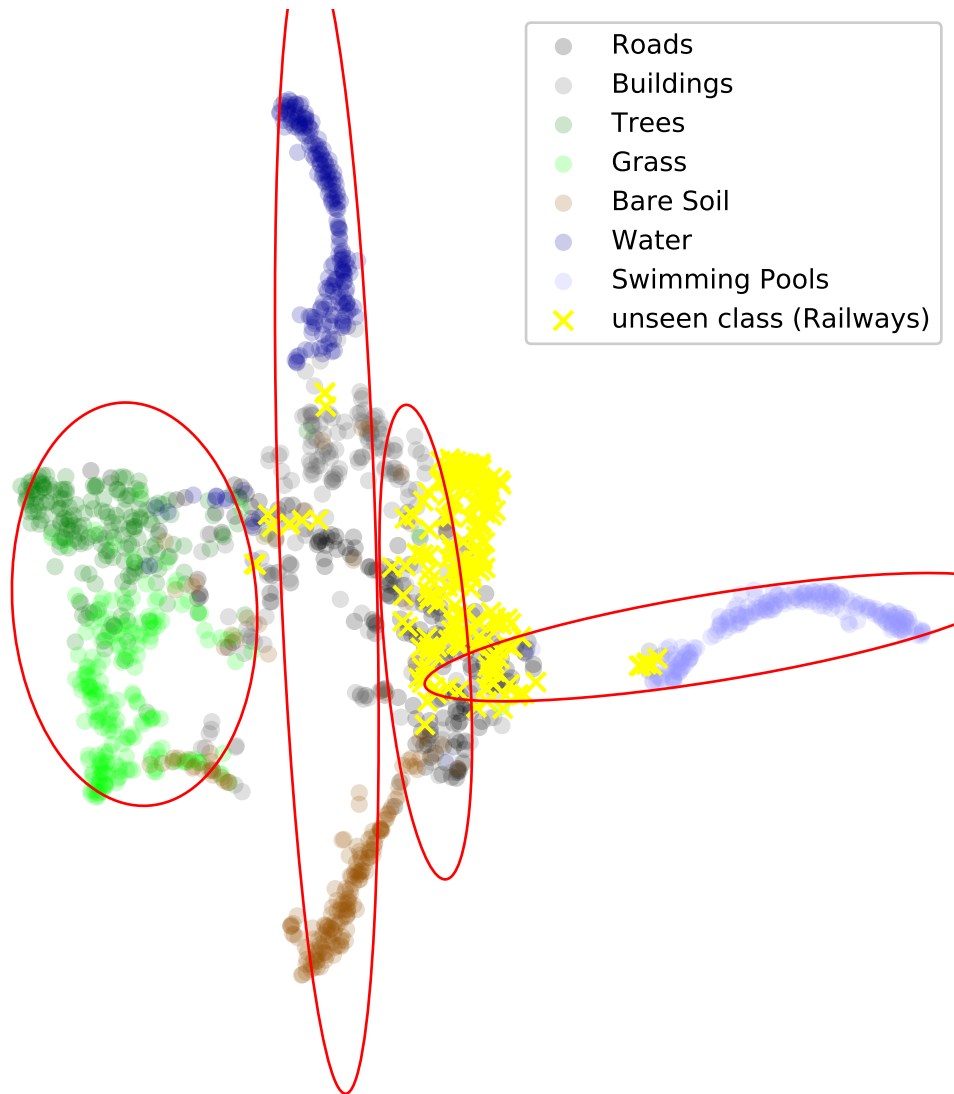 Roads
Buildings
Trees
Grass
Bare Soil
Water
Swimming Pools
unseen class (Railways)